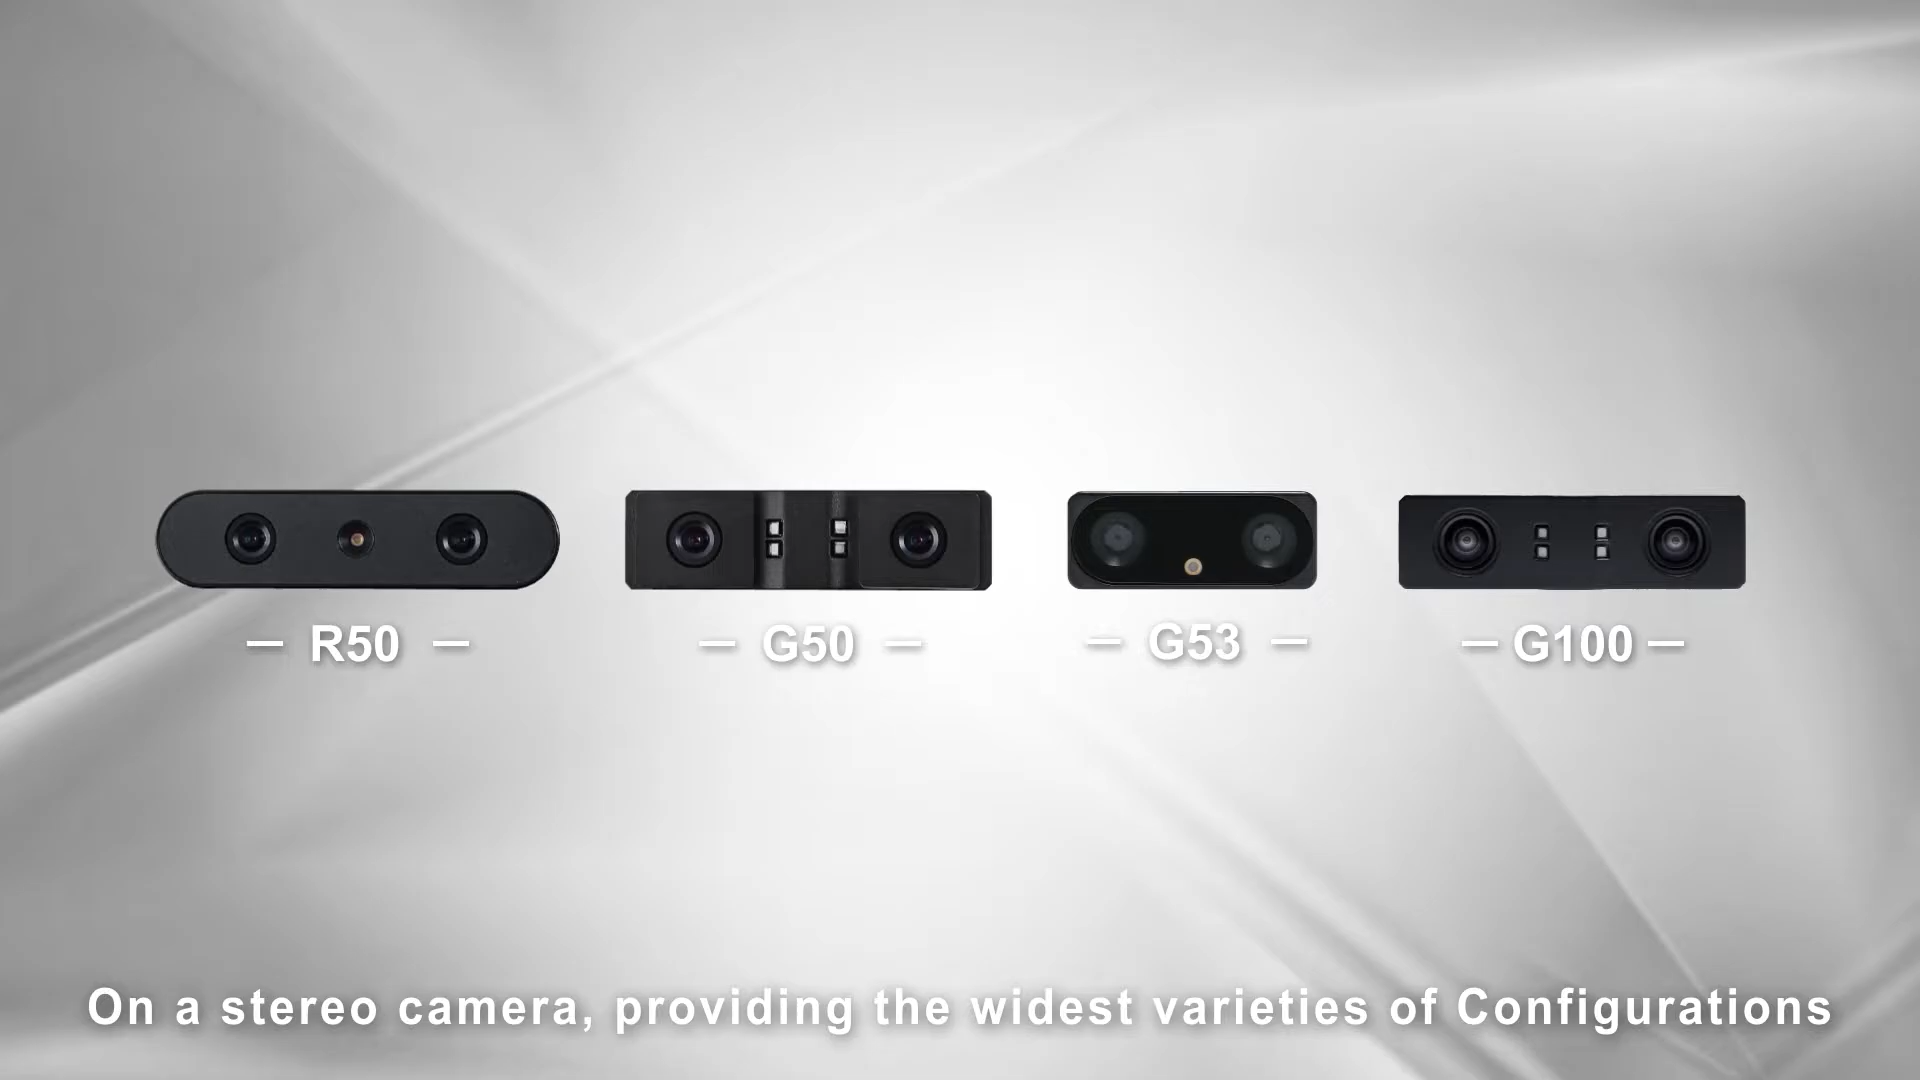 — R50 —
— G50 —
— G53 —
— G100 —
On a stereo camera, providing the widest varieties of Configurations